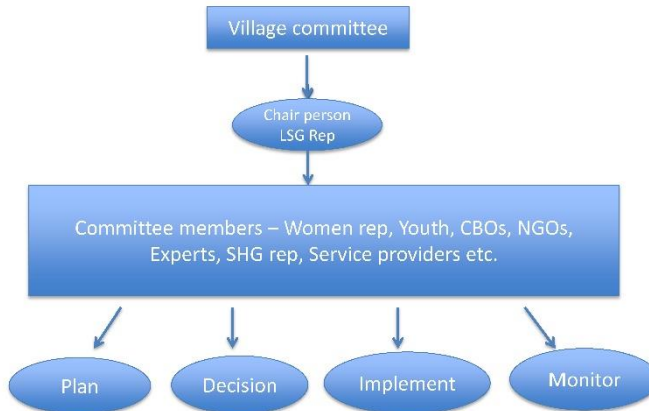 Village committee
Chair person
LSG Rep
Committee members – Women rep, Youth, CBOs, NGOs,
Experts, SHG rep, Service providers etc.
Plan
Decision
Implement
Monitor